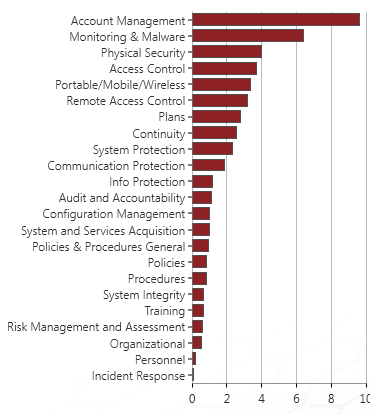 Account Management
Monitoring & Malware
Physical Security
Access Control
Portable/Mobile/Wireless
Remote Access Control
Plans
Continuity
System Protection
Communication Protection
Info Protection
Audit and Accountability
Configuration Management
System and Services Acquisition
Policies & Procedures General
Policies
Procedures
System Integrity
Training
Risk Management and Assessment
Organizational
Personnel
Incident Response
0 2 4 6 8 10